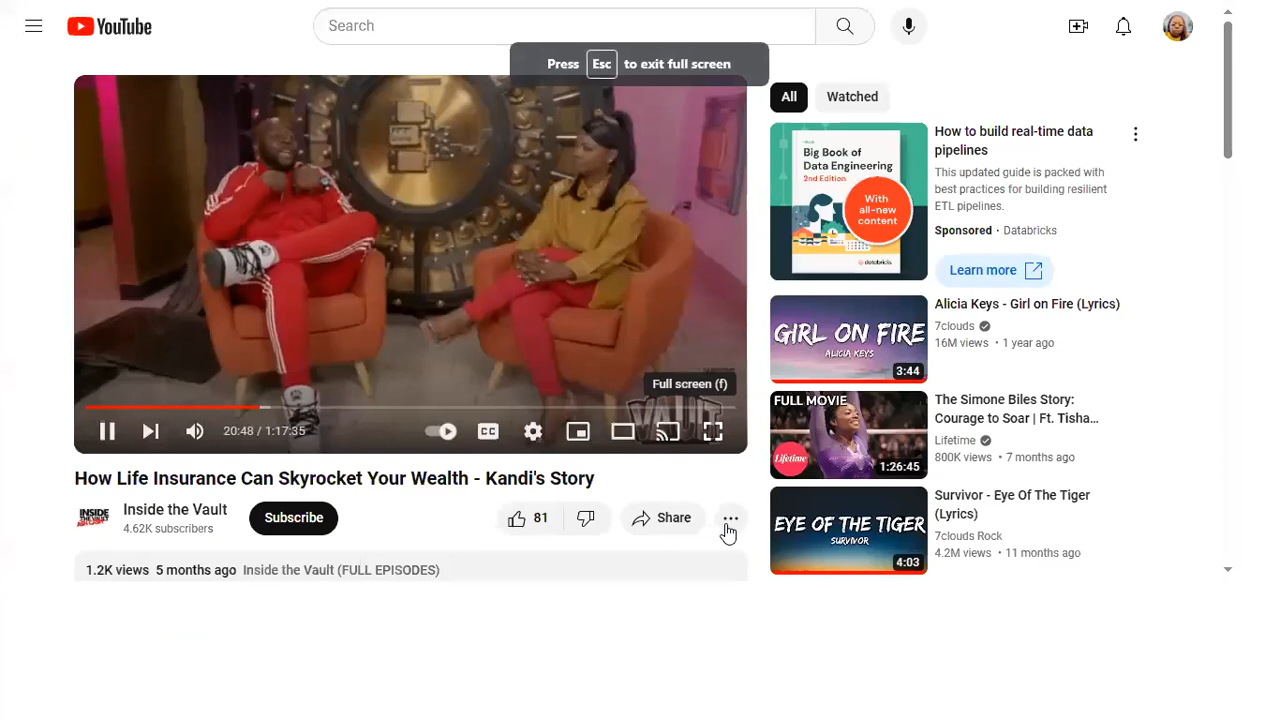 YouTube
Search
Press Esc to exit full screen
Full screen (f)
VAULT
20:48 / 1:17:35
CC
How Life Insurance Can Skyrocket Your Wealth - Kandi's Story
INSIDE
THE VAULT
Inside the Vault
4.62K subscribers
Subscribe
81
Share
1.2K views 5 months ago Inside the Vault (FULL EPISODES)
All
Watched
Big Book of
Data Engineering
2nd Edition
With
all-new
content
databricks
How to build real-time data
pipelines
This updated guide is packed with
best practices for building resilient
ETL pipelines.
Sponsored · Databricks
Learn more
GIRL ON FIRE
ALICIA KEYS
3:44
Alicia Keys - Girl on Fire (Lyrics)
7clouds
16M views · 1 year ago
FULL MOVIE
Lifetime
1:26:45
The Simone Biles Story:
Courage to Soar | Ft. Tisha...
Lifetime
800K views · 7 months ago
EYE OF THE TIGER
SURVIVOR
4:03
Survivor - Eye Of The Tiger
(Lyrics)
7clouds Rock
4.2M views · 11 months ago